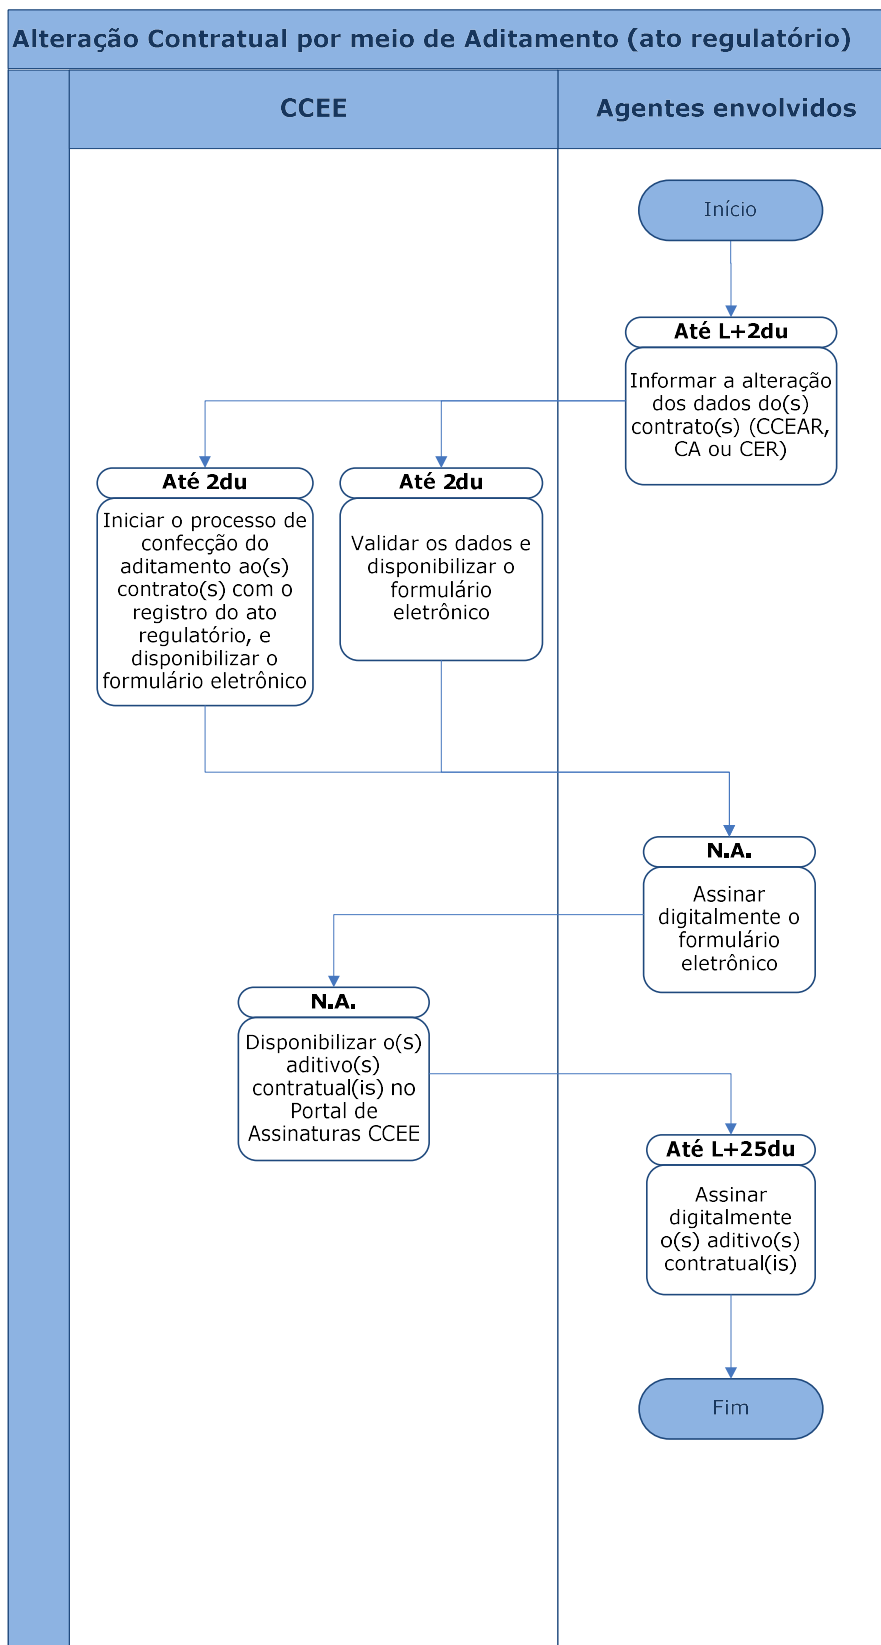 Alteração Contratual por meio de Aditamento (ato regulatório)
CCEE
Agentes envolvidos
Início
Até L+2du
Informar a alteração
dos dados do(s)
contrato(s) (CCEAR,
CA ou CER)
Até 2du
Iniciar o processo de
confecção do
aditamento ao(s)
contrato(s) com o
registro do ato
regulatório, e
disponibilizar o
formulário eletrônico
Até 2du
Validar os dados e
disponibilizar o
formulário
eletrônico
N.A.
Assinar
digitalmente o
formulário
eletrônico
N.A.
Disponibilizar o(s)
aditivo(s)
contratual(is) no
Portal de
Assinaturas CCEE
Até L+25du
Assinar
digitalmente
o(s) aditivo(s)
contratual(is)
Fim